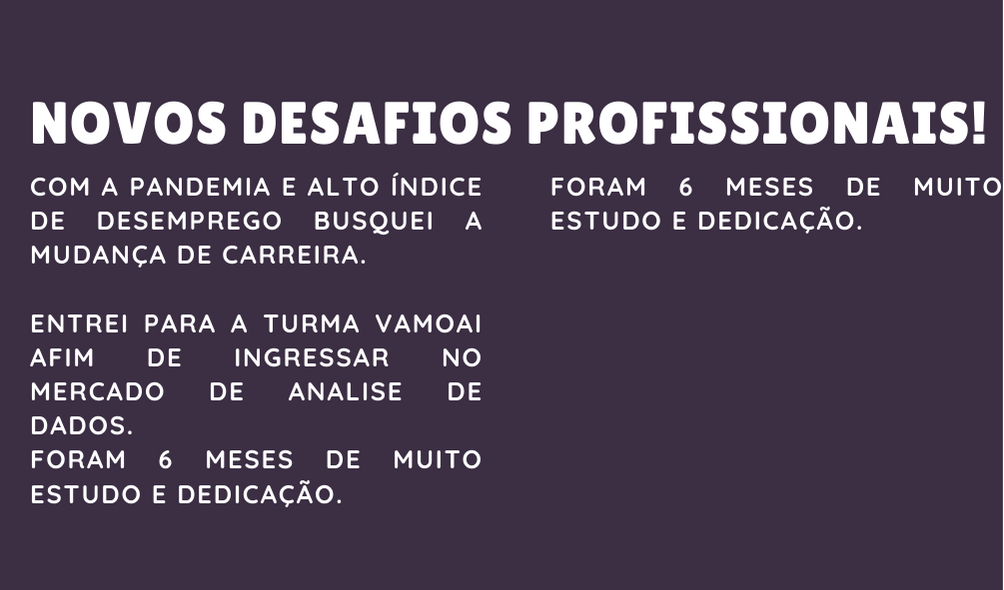 NOVOS DESAFIOS PROFISSIONAIS!
COM A PANDEMIA E ALTO ÍNDICE
DE DESEMPREGO BUSQUEI A
MUDANÇA DE CARREIRA.
ENTREI PARA A TURMA VAMOAI
AFIM DE INGRESSAR NO
MERCADO DE ANALISE DE
DADOS.
FORAM 6 MESES DE MUITO
ESTUDO E DEDICAÇÃO.
FORAM 6 MESES DE MUITO
ESTUDO E DEDICAÇÃO.